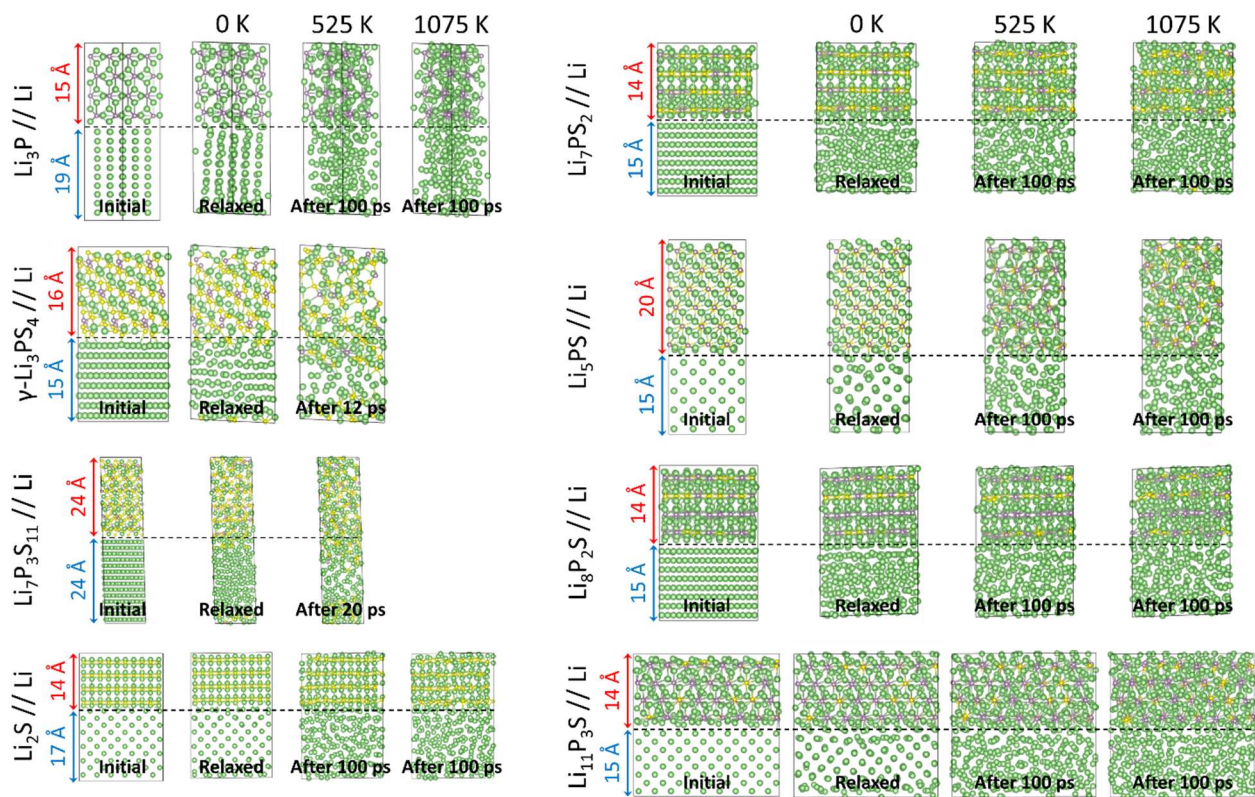 0 K 525 K 1075 K
Li₃P // Li
15 Å
19 Å
Initial Relaxed After 100 ps After 100 ps
γ-Li₃PS₄ // Li
16 Å
15 Å
Initial Relaxed After 12 ps
Li₇P₃S₁₁ // Li
24 Å
24 Å
Initial Relaxed After 20 ps
Li₂S // Li
14 Å
17 Å
Initial Relaxed After 100 ps After 100 ps
0 K 525 K 1075 K
Li₇PS₂ // Li
14 Å
15 Å
Initial Relaxed After 100 ps After 100 ps
Li₅PS // Li
20 Å
15 Å
Initial Relaxed After 100 ps After 100 ps
Li₈P₂S // Li
14 Å
15 Å
Initial Relaxed After 100 ps After 100 ps
Li₁₁P₃S // Li
14 Å
15 Å
Initial Relaxed After 100 ps After 100 ps